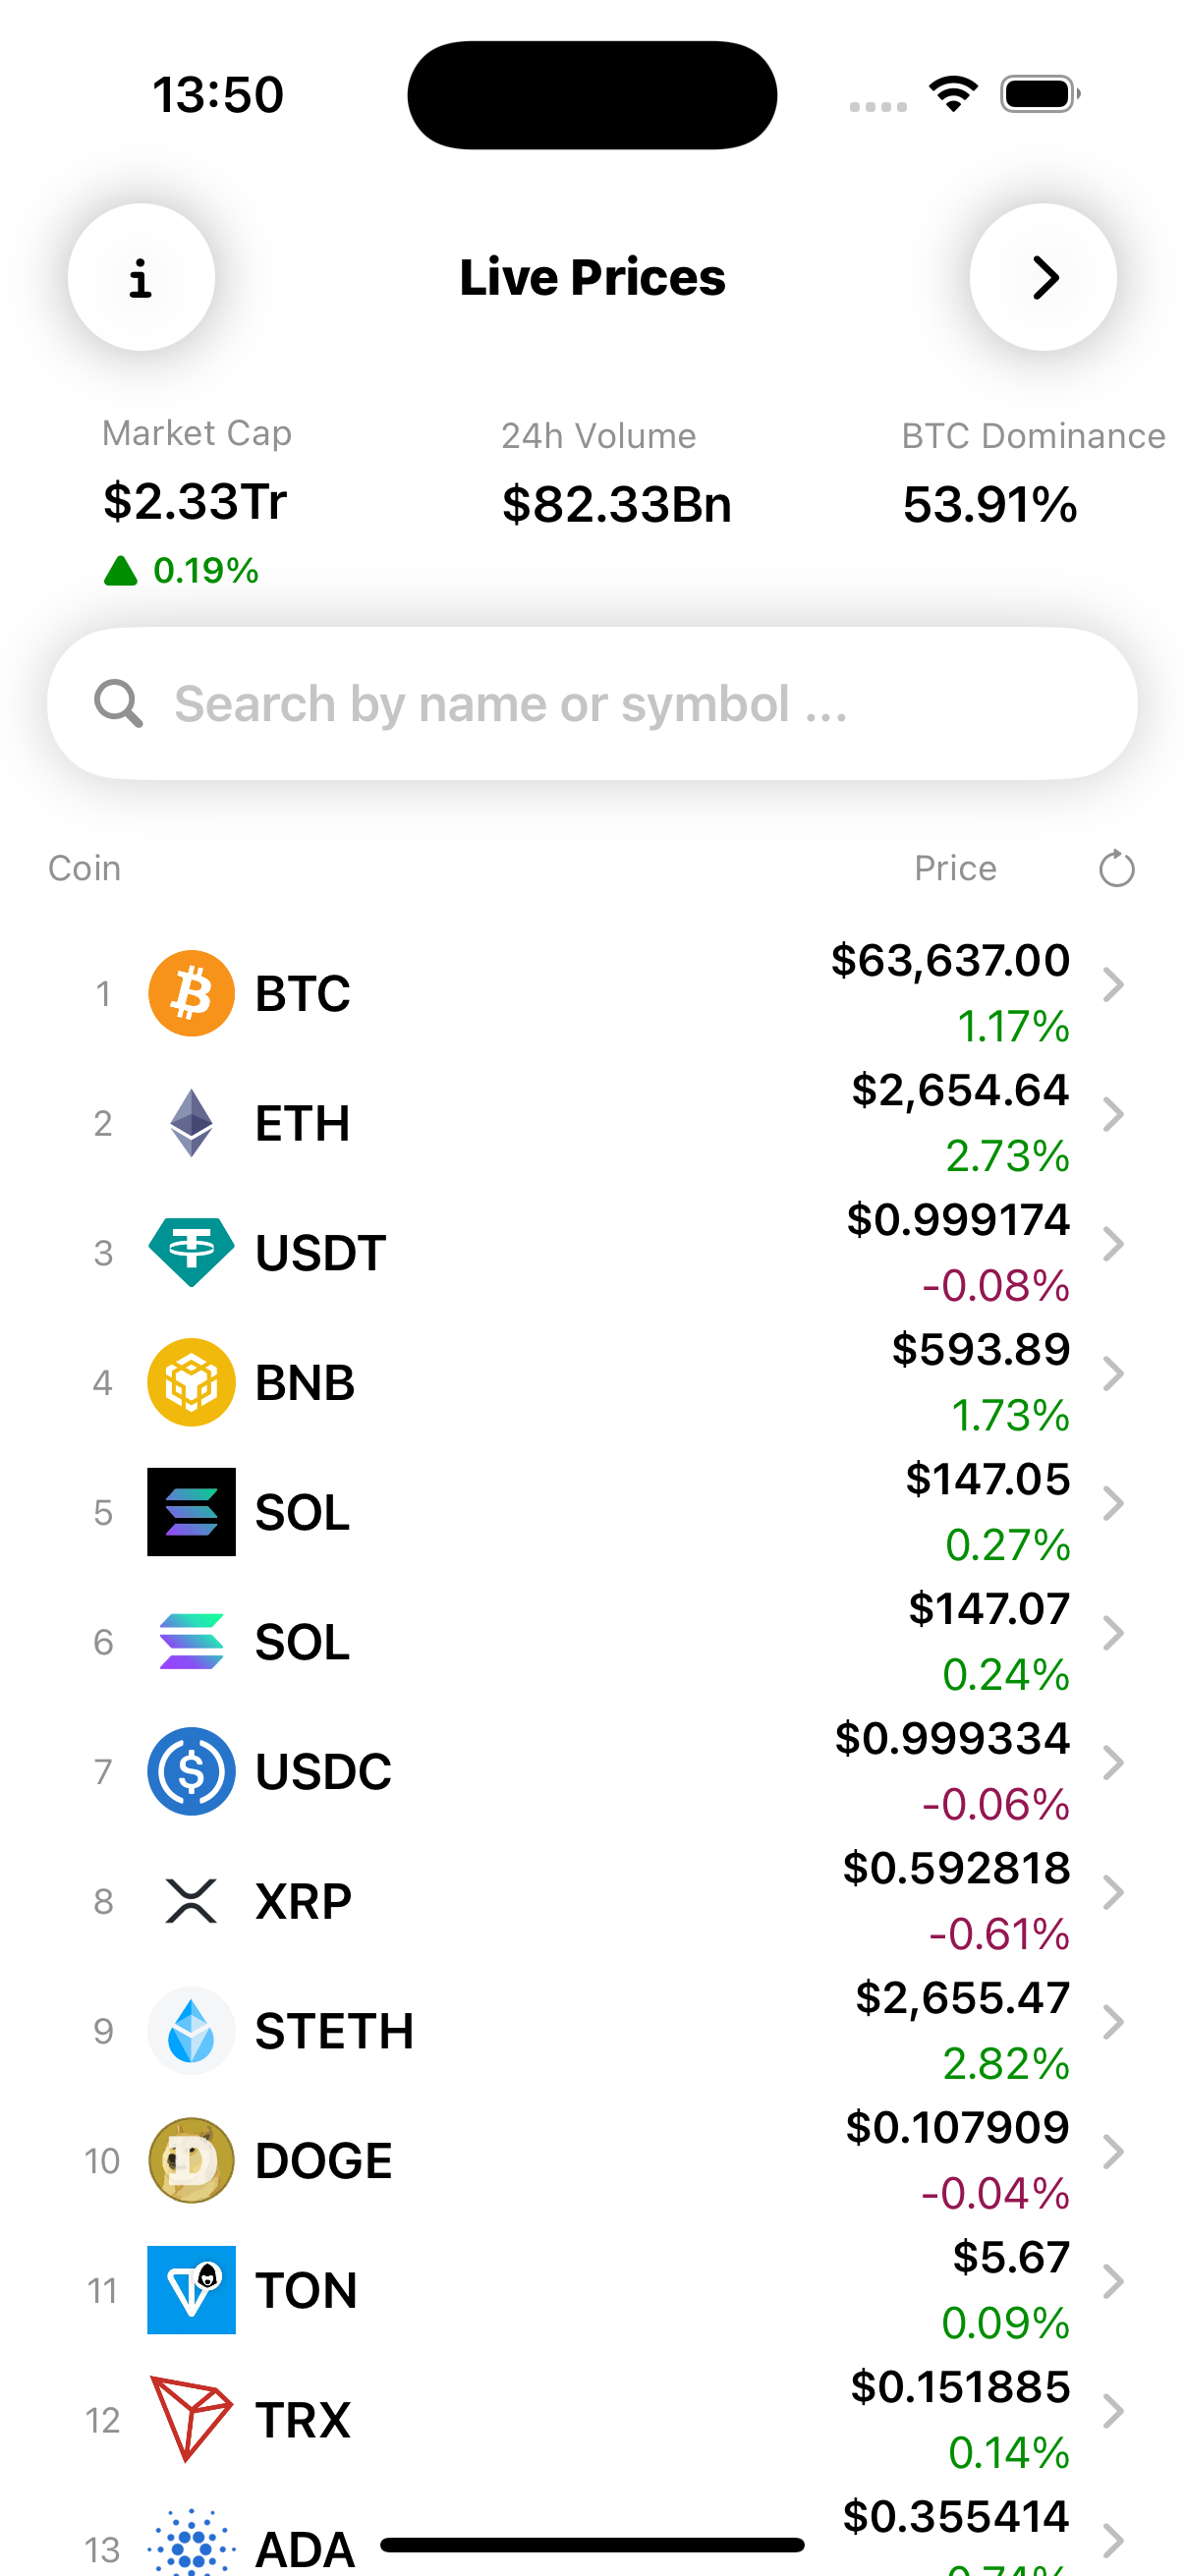 13:50
i
Live Prices
Market Cap
24h Volume
BTC Dominance
$2.33Tr
$82.33Bn
53.91%
0.19%
Search by name or symbol ...
Coin
Price
1
BTC
$63,637.00
1.17%
2
ETH
$2,654.64
2.73%
3
USDT
$0.999174
-0.08%
4
BNB
$593.89
1.73%
5
SOL
$147.05
0.27%
6
SOL
$147.07
0.24%
7
USDC
$0.999334
-0.06%
8
XRP
$0.592818
-0.61%
9
STETH
$2,655.47
2.82%
10
DOGE
$0.107909
-0.04%
11
TON
$5.67
0.09%
12
TRX
$0.151885
0.14%
13
ADA
$0.355414